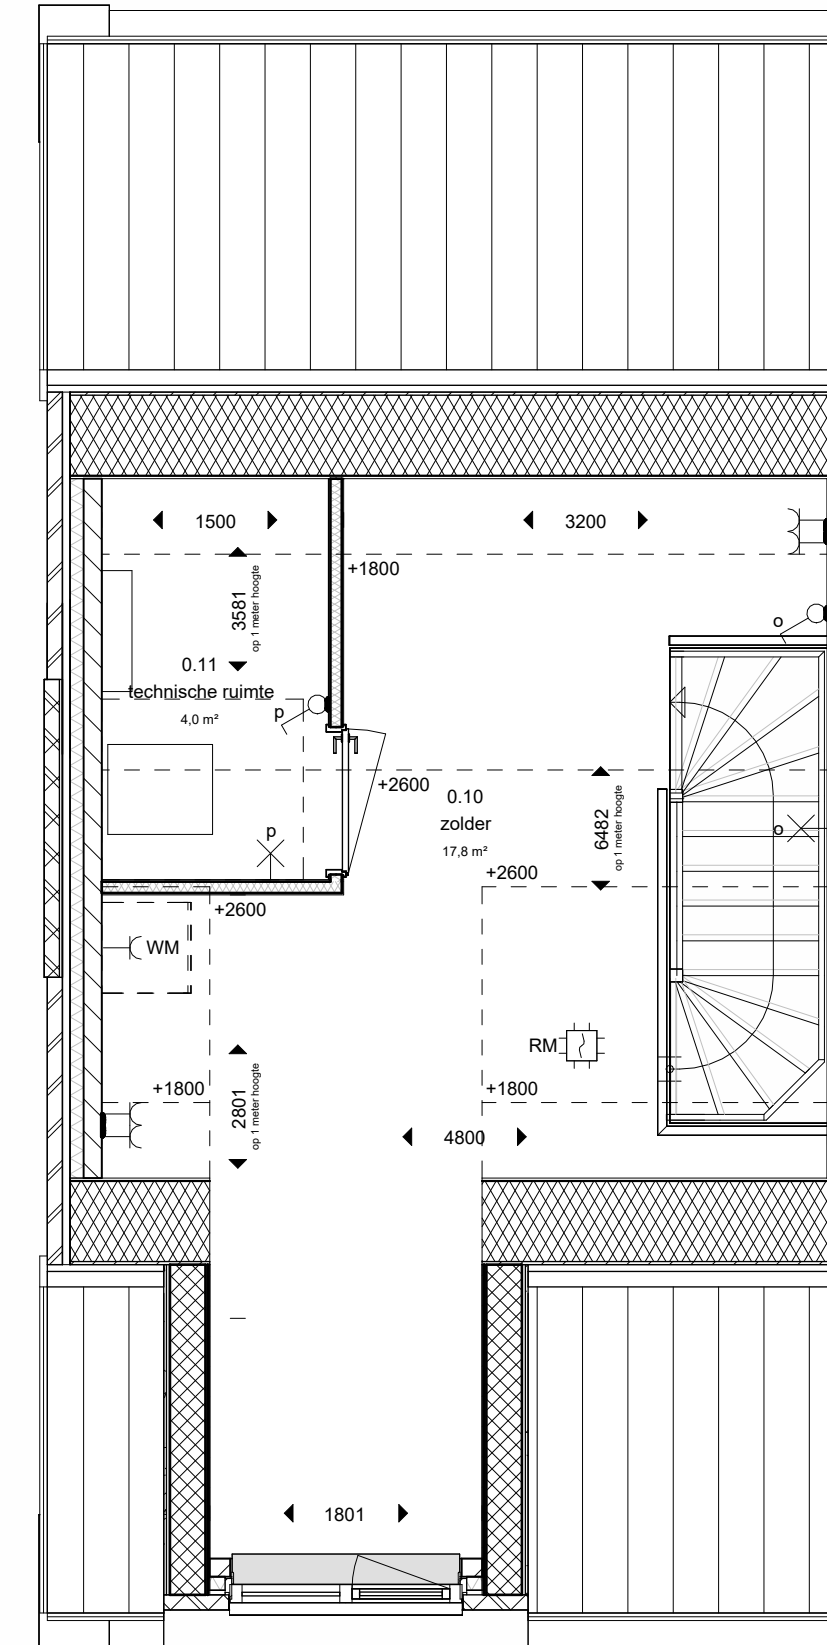 1500
3200
+1800
3581
op 1 meter hoogte
0.11
technische ruimte
4,0 m²
p
o
+2600
0.10
zolder
17,8 m²
6482
op 1 meter hoogte
o
p
+2600
+2600
WM
RM
+1800
+1800
2801
op 1 meter hoogte
4800
1801